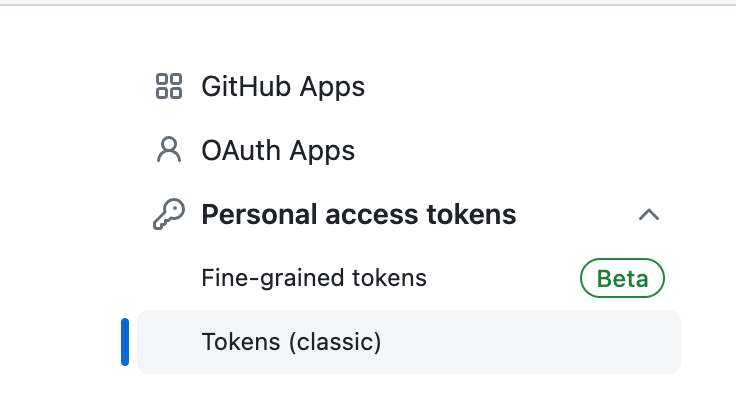 GitHub Apps
OAuth Apps
Personal access tokens
Fine-grained tokens Beta
Tokens (classic)